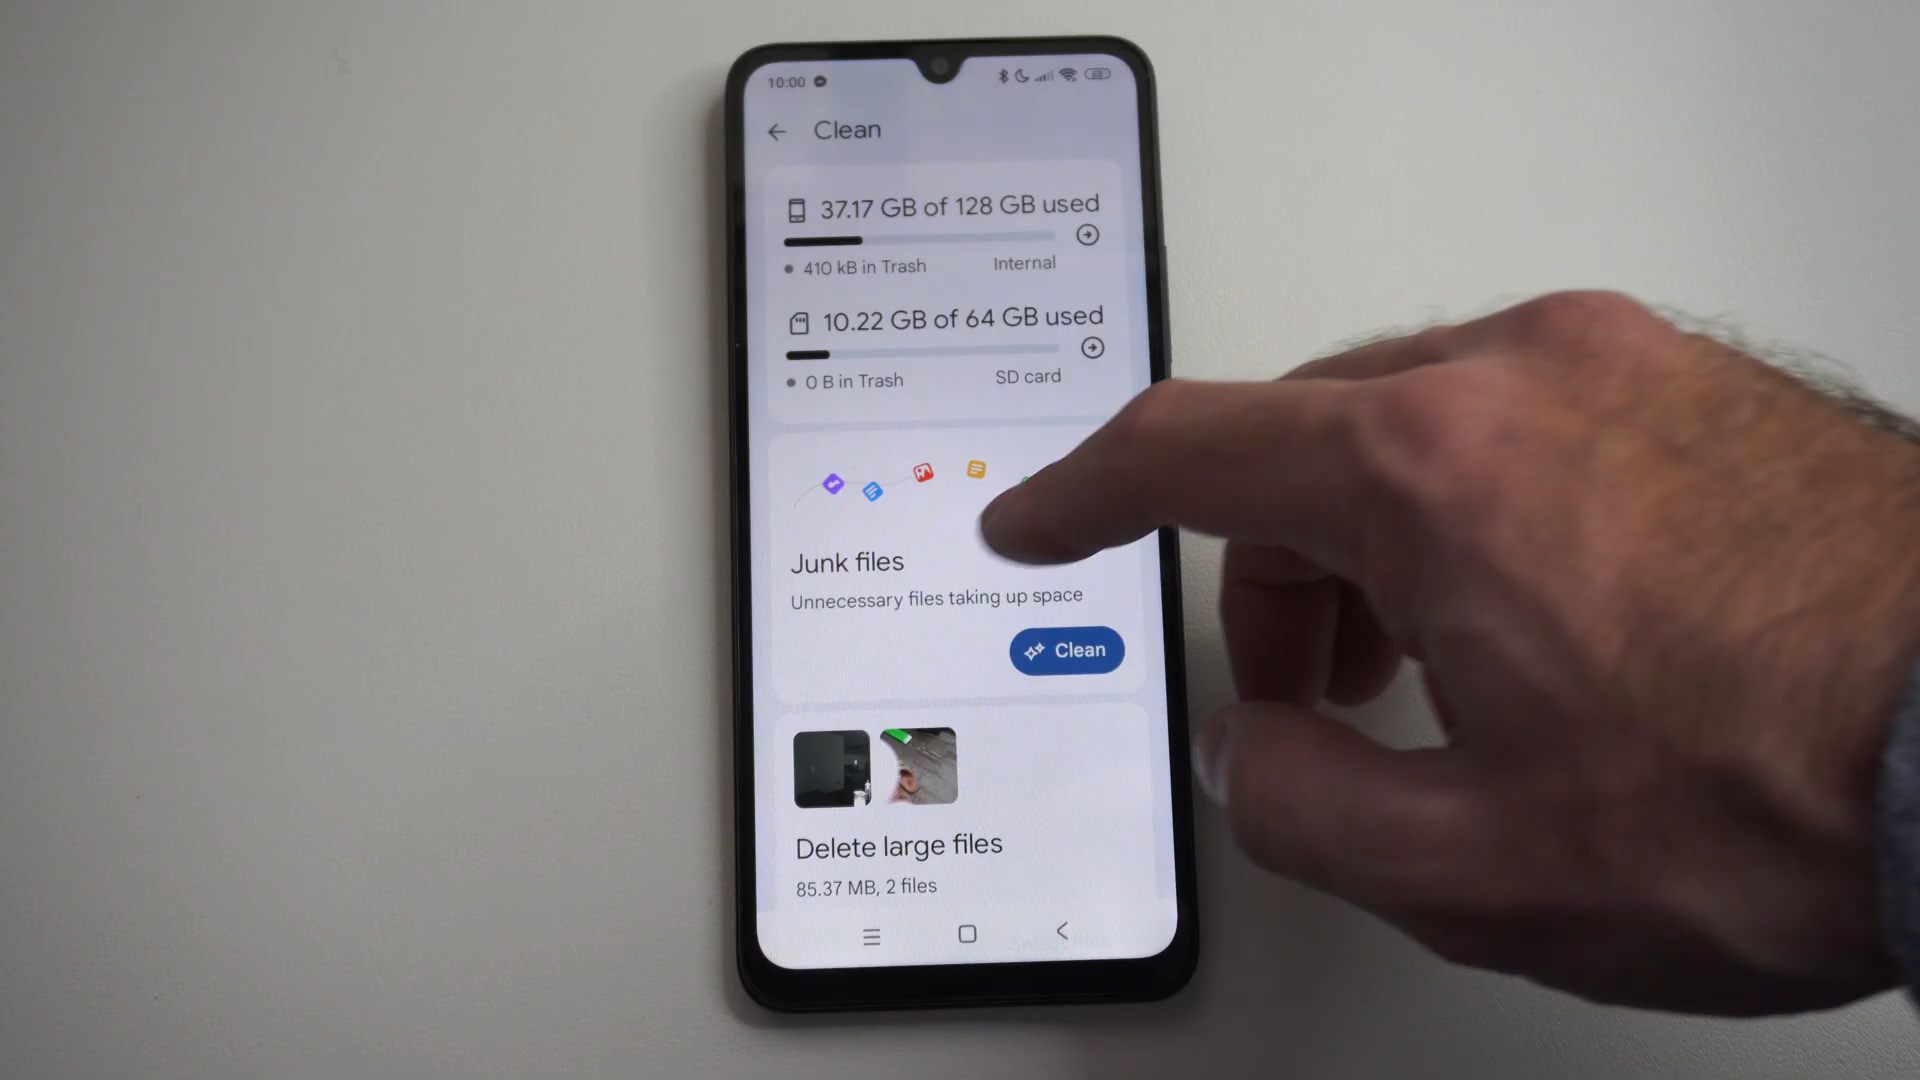 10:00
Clean
37.17 GB of 128 GB used
410 kB in Trash
Internal
10.22 GB of 64 GB used
0 B in Trash
SD card
Junk files
Unnecessary files taking up space
Clean
Delete large files
85.37 MB, 2 files